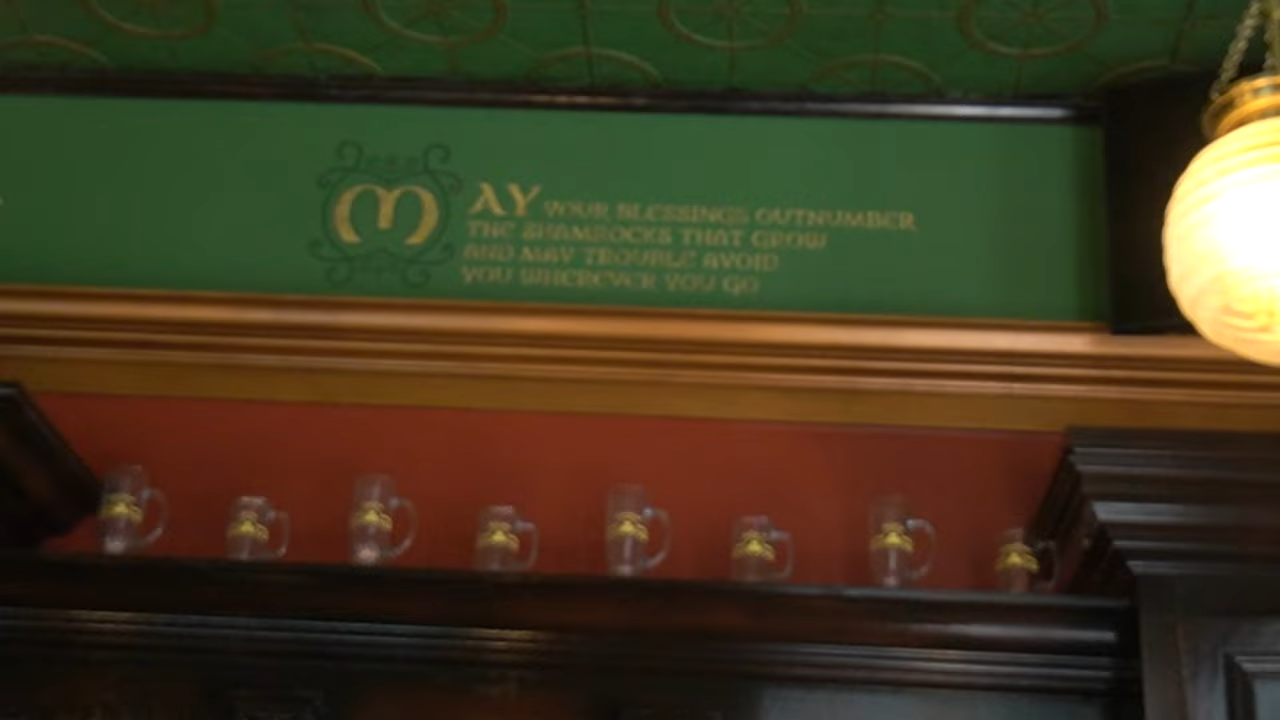 MAY YOUR BLESSINGS OUTNUMBER
THE SHAMROCKS THAT GROW
AND MAY TROUBLE AVOID
YOU WHEREVER YOU GO